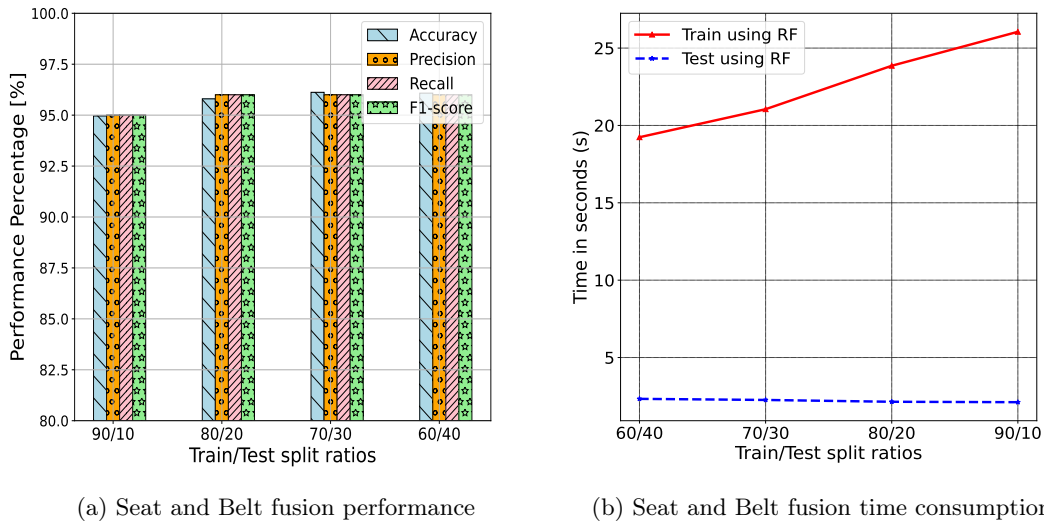 100.0
97.5
95.0
92.5
90.0
87.5
85.0
82.5
80.0
Performance Percentage [%]
Accuracy
Precision
Recall
F1-score
90/10
80/20
70/30
60/40
Train/Test split ratios
(a) Seat and Belt fusion performance
25
20
15
10
5
Time in seconds (s)
Train using RF
Test using RF
60/40
70/30
80/20
90/10
Train/Test split ratios
(b) Seat and Belt fusion time consumption